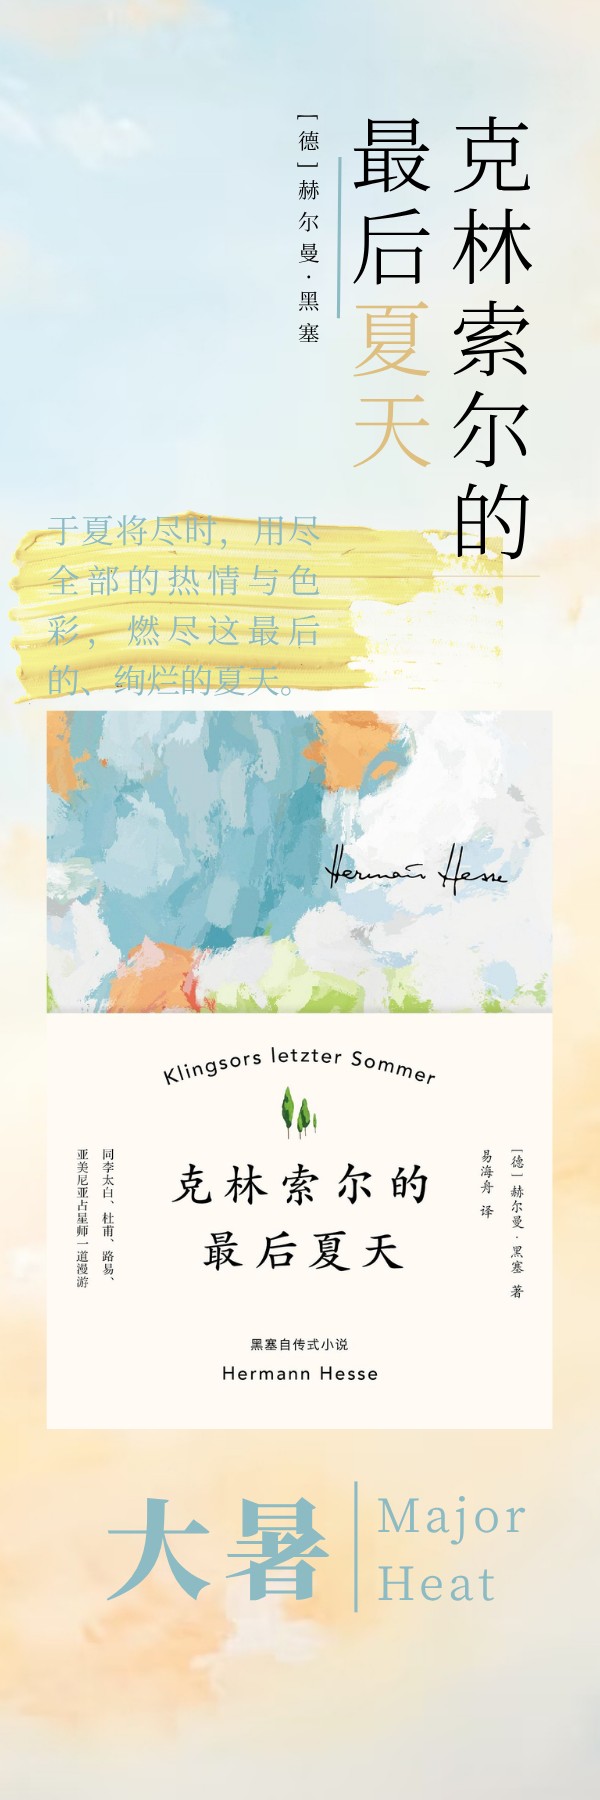 克林索尔的
最后夏天
[德]赫尔曼·黑塞
于夏将尽时，用尽
全部的热情与色
彩，燃尽这最后
的、绚烂的夏天。
Hermann Hesse
Klingsors letzter Sommer
克林索尔的
最后夏天
[德]赫尔曼·黑塞 著
易海舟 译
同李太白、杜甫、路易、
亚美尼亚占星师一道漫游
黑塞自传式小说
Hermann Hesse
大暑
Major
Heat